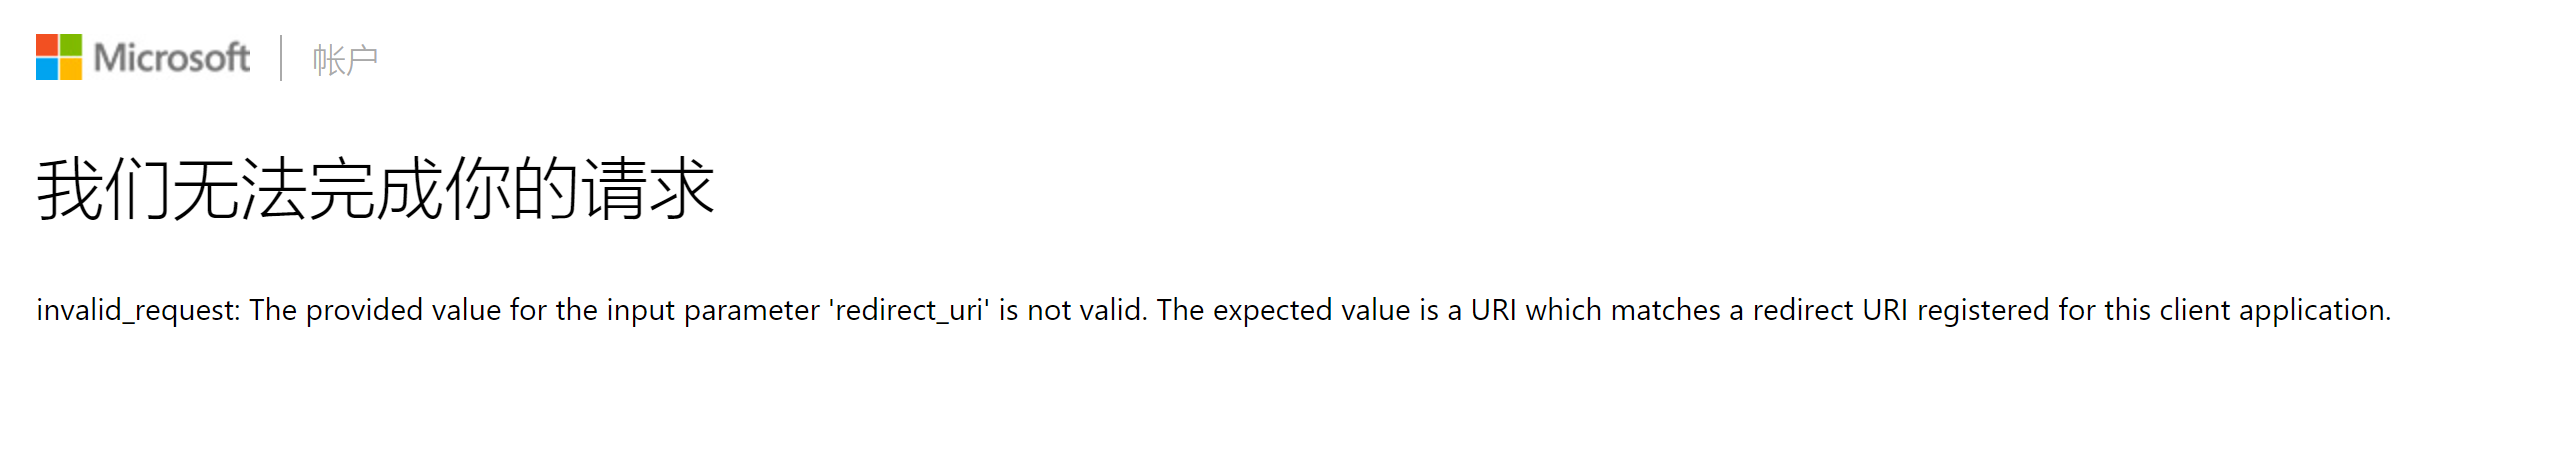 Microsoft 帐户
我们无法完成你的请求
invalid_request: The provided value for the input parameter 'redirect_uri' is not valid. The expected value is a URI which matches a redirect URI registered for this client application.